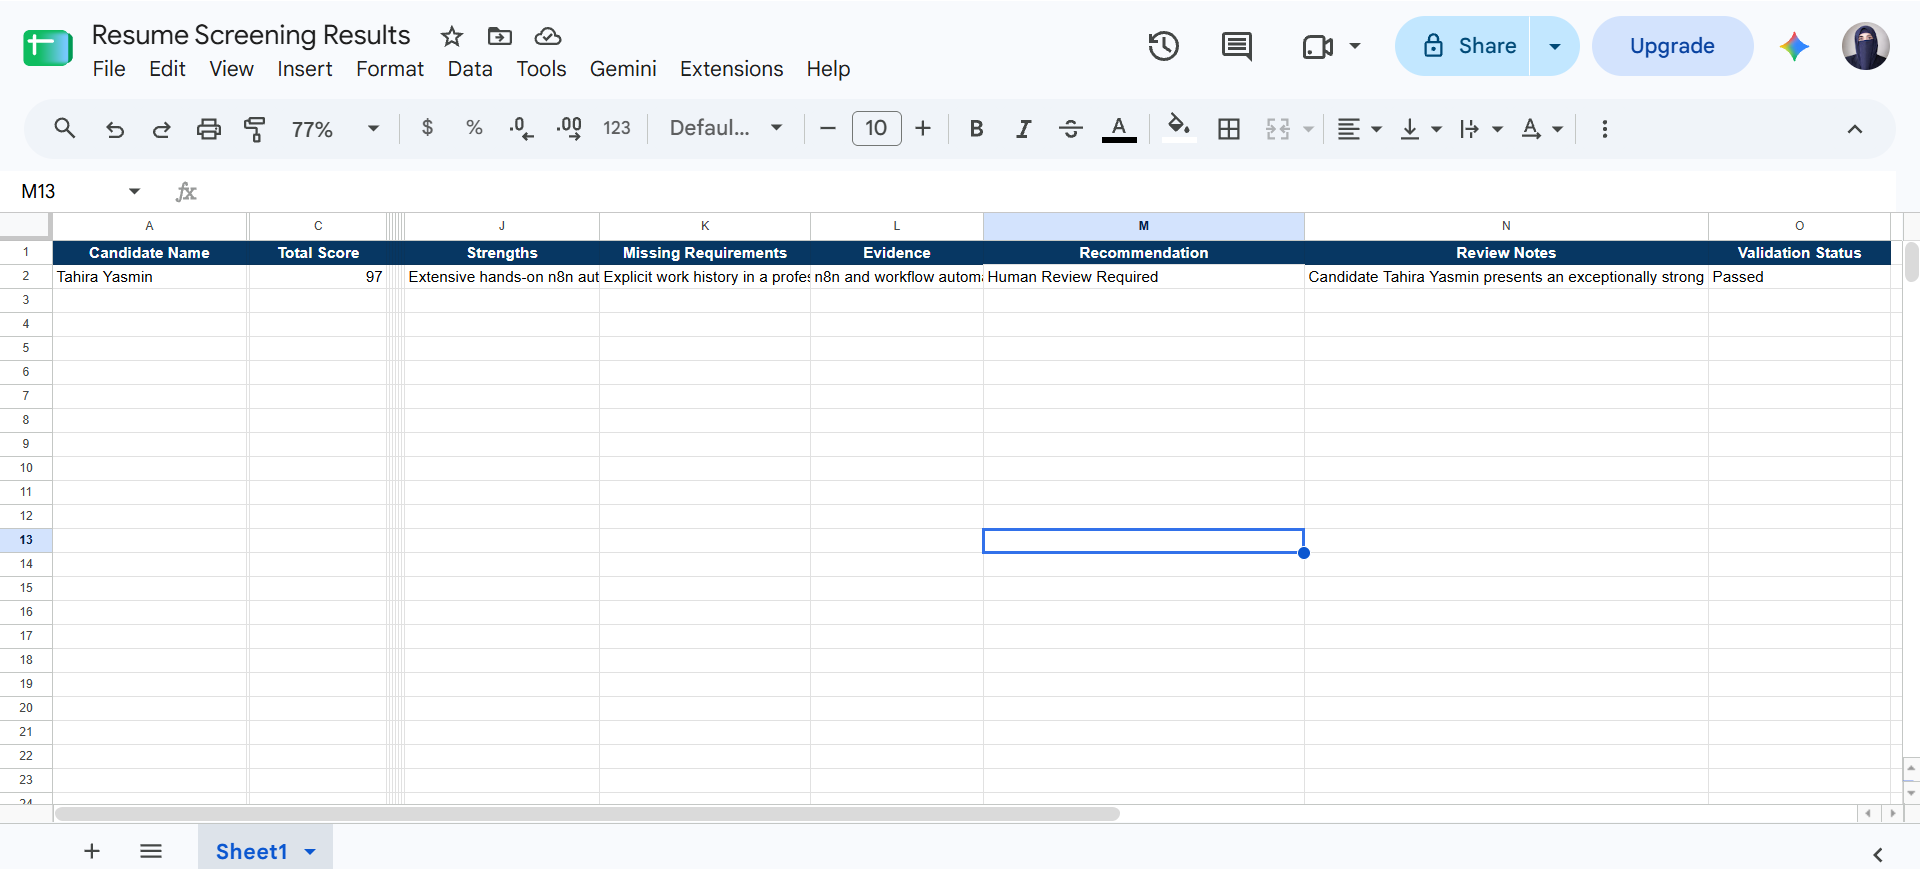 Resume Screening Results
File Edit View Insert Format Data Tools Gemini Extensions Help
Share
Upgrade
77% $ % .0 .00 123 Defaul... 10 B I A A
M13 fx
A C J K L M N O
1 Candidate Name Total Score Strengths Missing Requirements Evidence Recommendation Review Notes Validation Status
2 Tahira Yasmin 97 Extensive hands-on n8n aut Explicit work history in a profes n8n and workflow autom Human Review Required Candidate Tahira Yasmin presents an exceptionally strong Passed
3
4
5
6
7
8
9
10
11
12
13
14
15
16
17
18
19
20
21
22
23
24
Sheet1